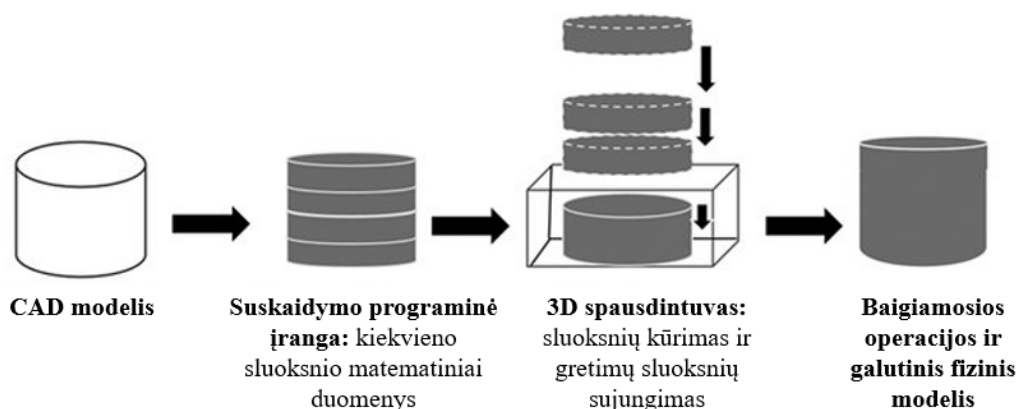 CAD modelis
Suskaidymo programinė
įranga: kiekvieno
sluoksnio matematiniai
duomenys
3D spausdintuvas:
sluoksnių kūrimas ir
gretimų sluoksnių
sujungimas
Baigiamosios
operacijos ir
galutinis fizinis
modelis